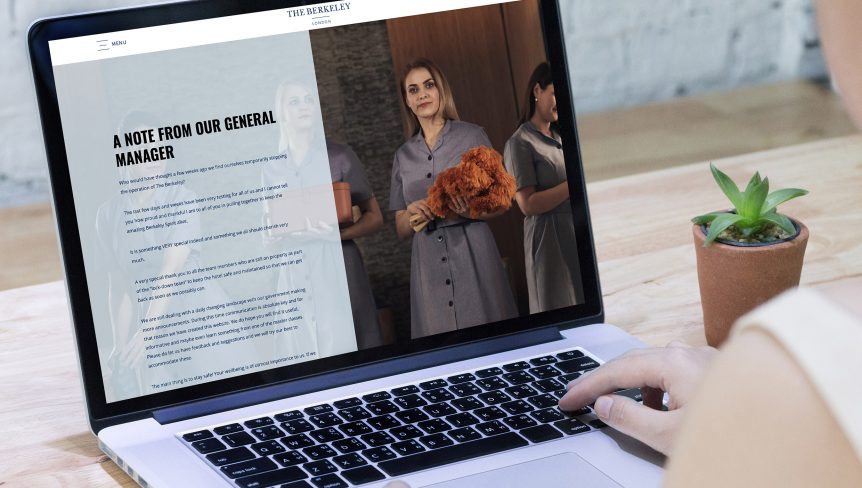 THE BERKELEY
LONDON
MENU
A NOTE FROM OUR GENERAL
MANAGER
Who would have thought a few weeks ago we find ourselves temporarily stopping
the operation of The Berkeley!
The last few days and weeks have been very testing for all of us and I cannot tell
you how proud and thankful I am to all of you in pulling together to keep the
amazing Berkeley Spirit alive.
It is something VERY special indeed and something we all should cherish very
much.
A very special thank you to all the team members who are still on property as part
of the "lock-down team" to keep the hotel safe and maintained so that we can get
back as soon as we possibly can.
We are still dealing with a daily changing landscape with our government making
more announcements. During this time communication is absolute key and for
that reason we have created this website. We do hope you will find it useful,
informative and maybe even learn something from one of the master classes.
Please do let us have feedback and suggestions and we will try our best to
accommodate these.
The main thing is to stay safe! Your wellbeing is of utmost importance to us. If we